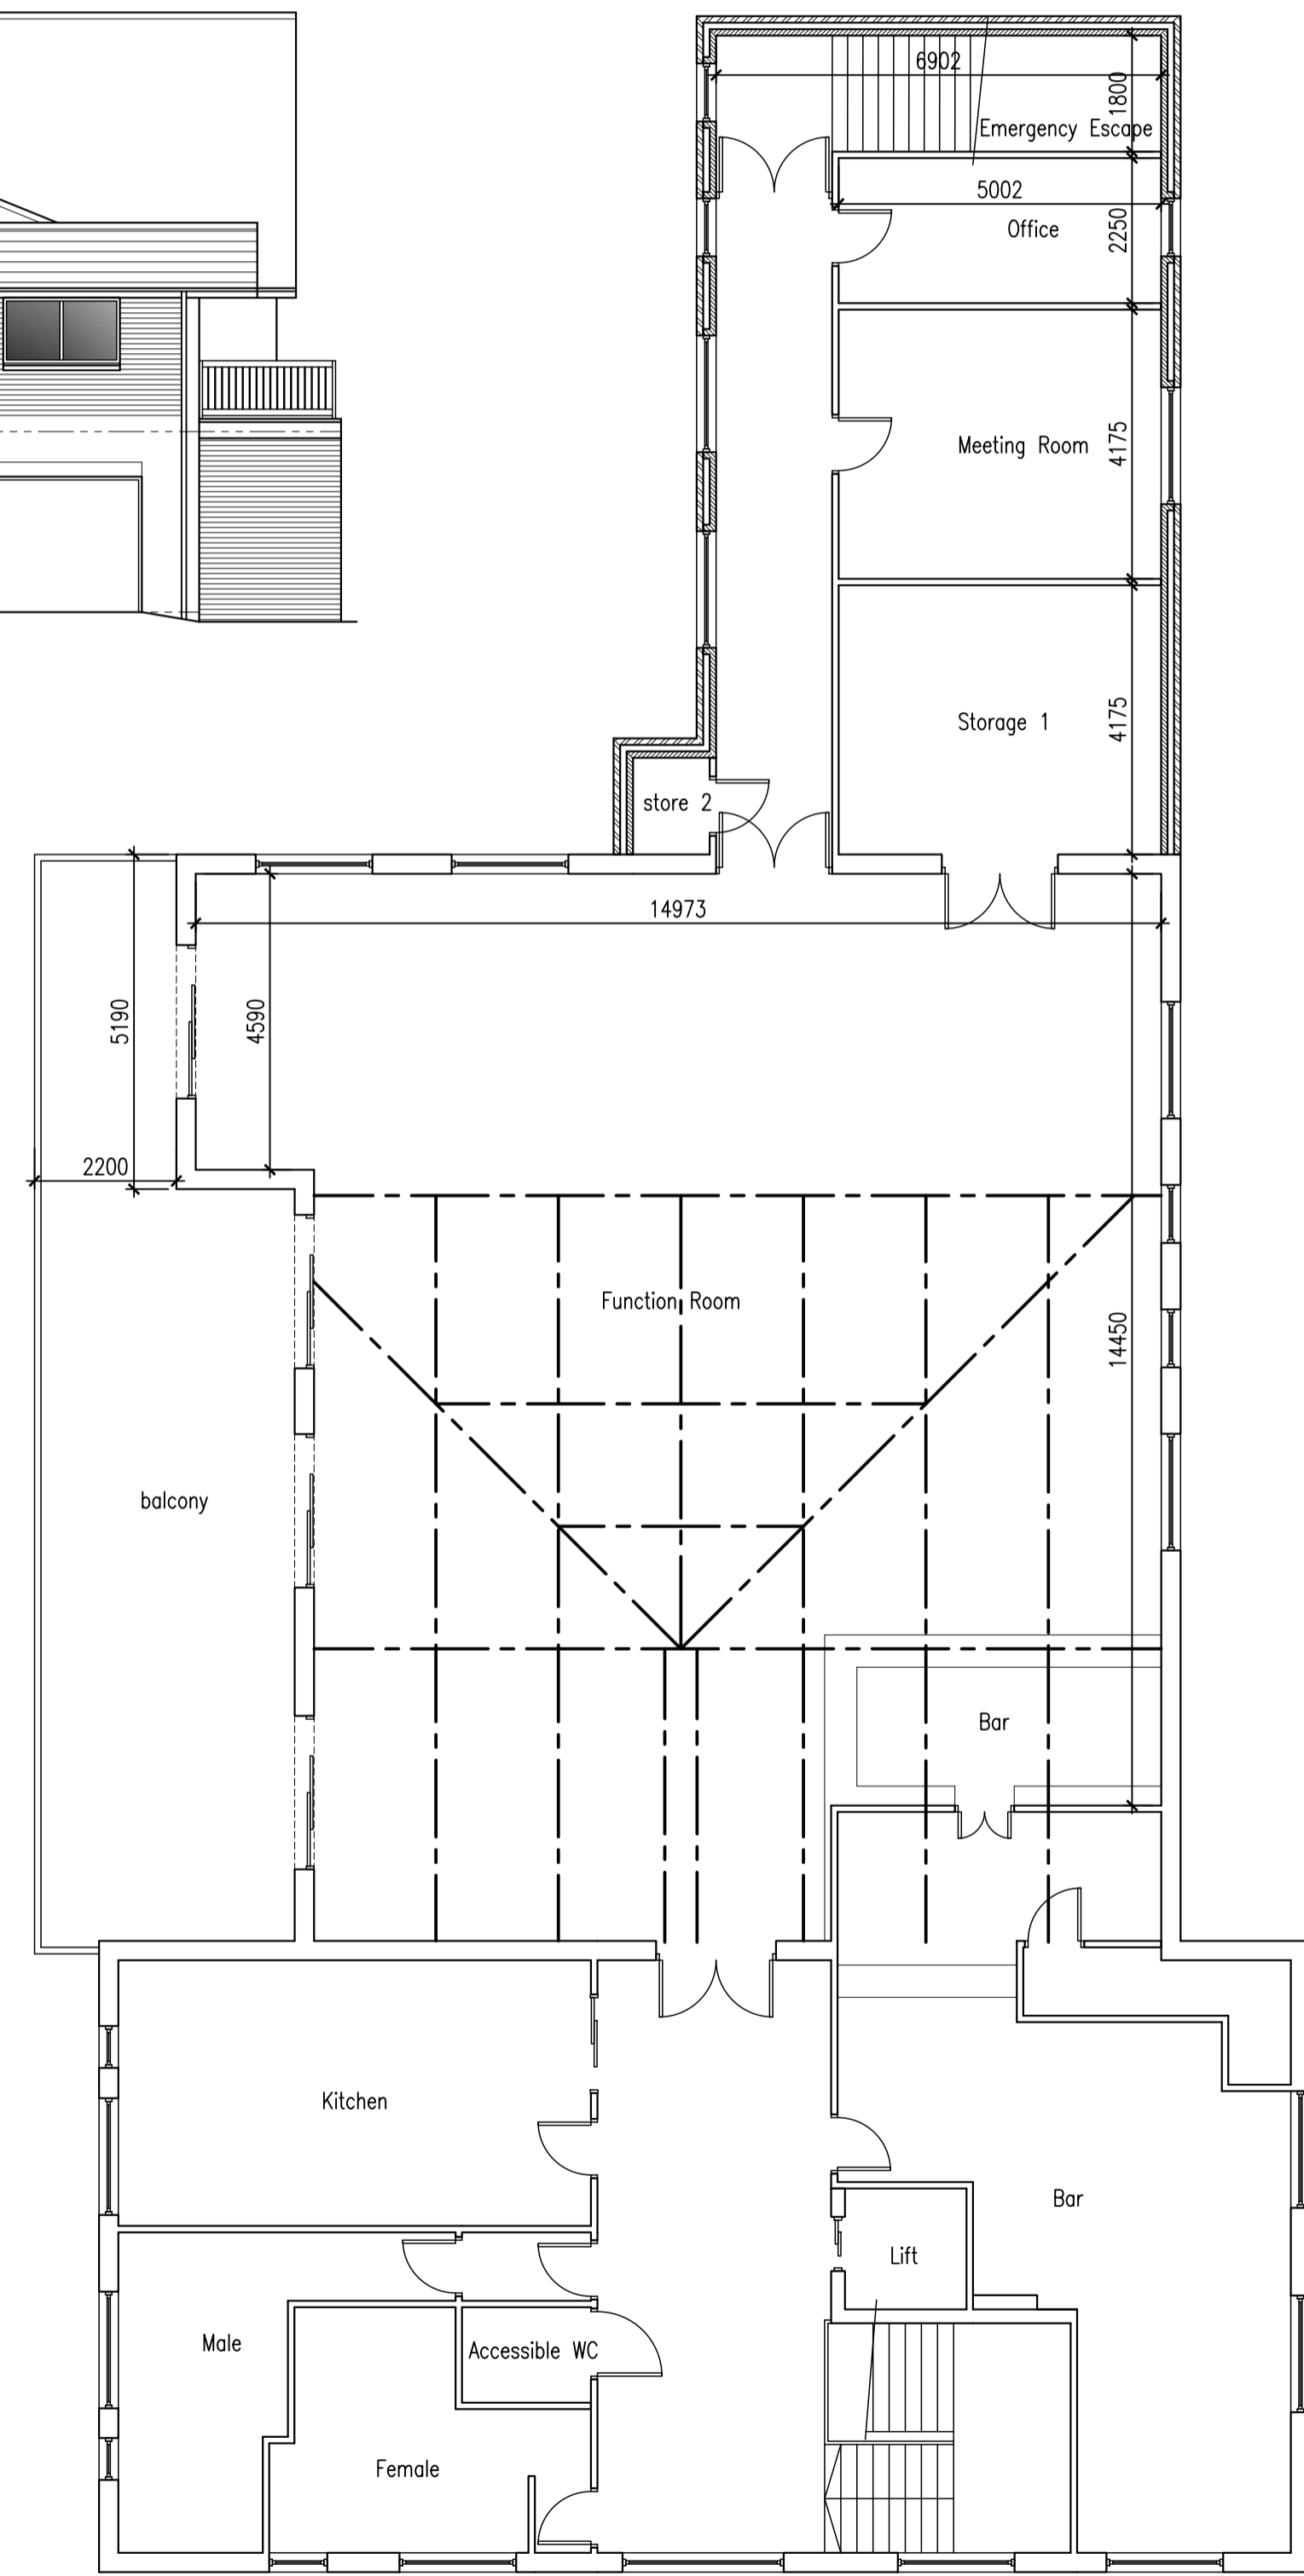 6902
1800
Emergency Escape
5002
Office
2250
Meeting Room
4175
Storage 1
4175
store 2
14973
5190
4590
2200
Function Room
14450
balcony
Bar
Kitchen
Bar
Lift
Male
Accessible WC
Female